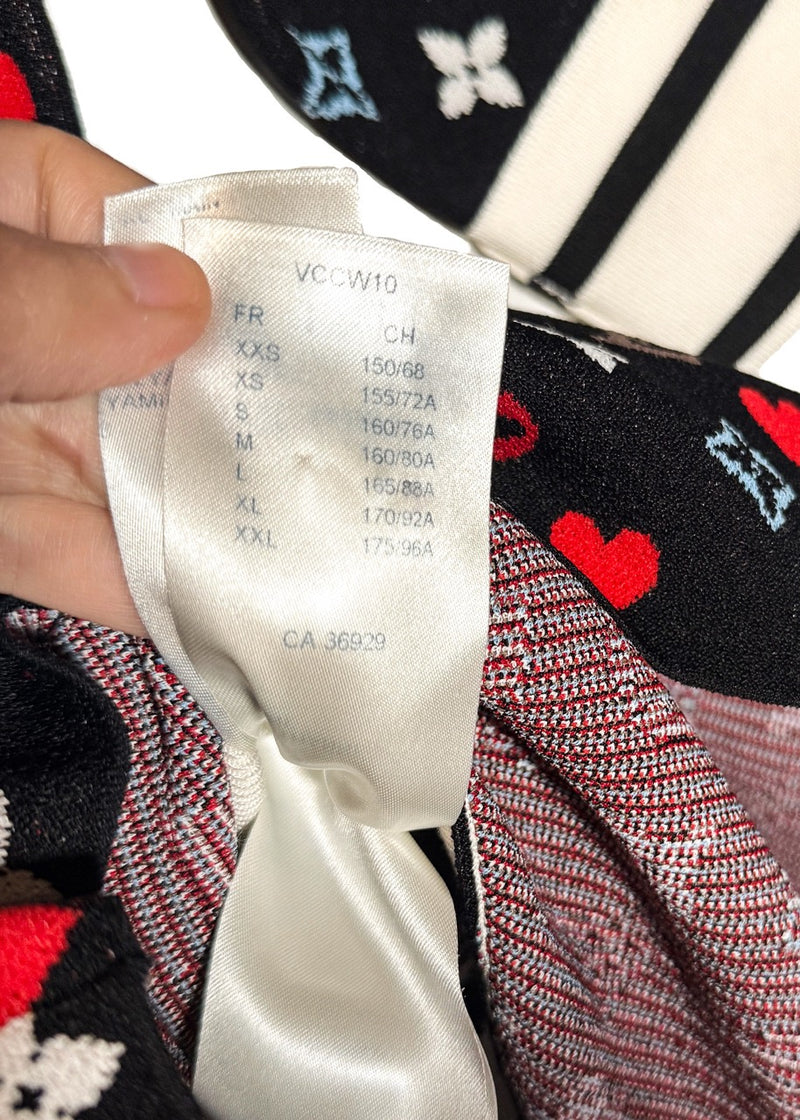 VCCW10
FR CH
XXS 150/68
XS 155/72A
S 160/76A
M 160/80A
L 165/88A
XL 170/92A
XXL 175/96A
CA 36929